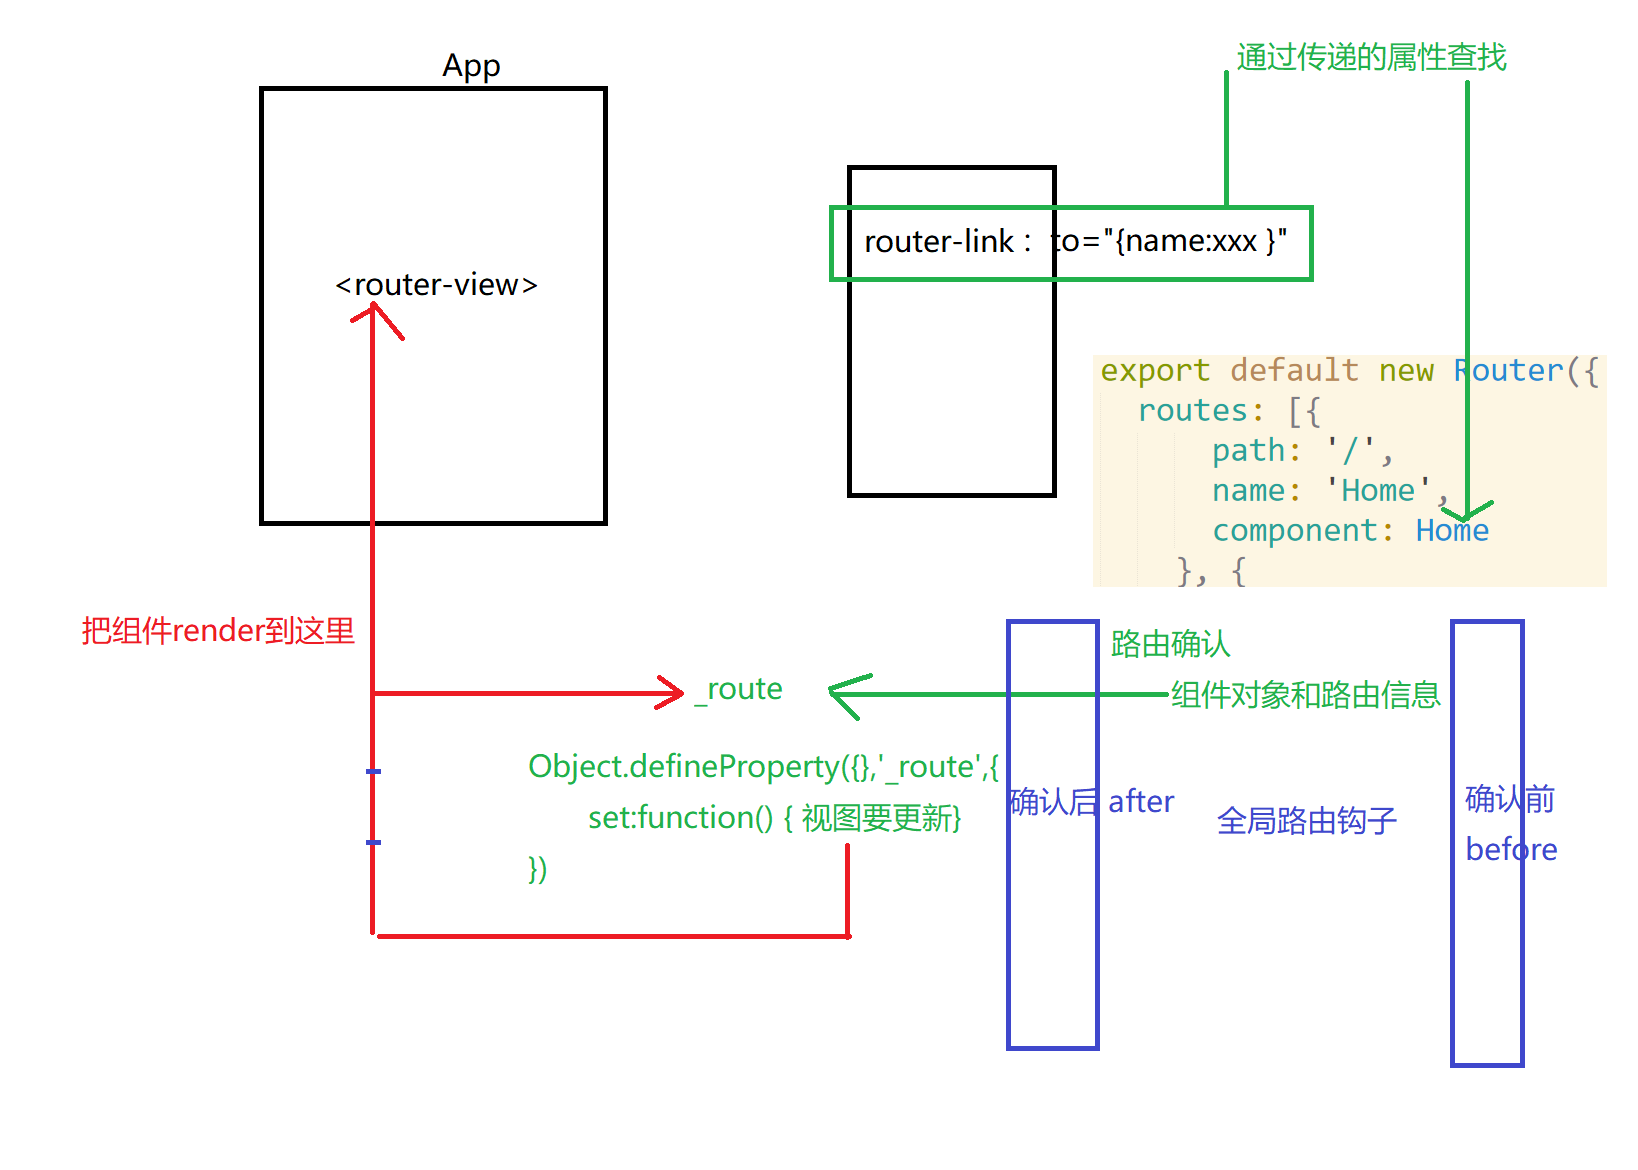 App
通过传递的属性查找
router-link： to="{name:xxx }"
<router-view>
export default new Router({
routes: [{
path: '/',
name: 'Home',
component: Home
}, {
把组件render到这里
路由确认
_route
组件对象和路由信息
Object.defineProperty({},'_route',{
set:function() { 视图要更新}
})
确认后 after
全局路由钩子
确认前
before